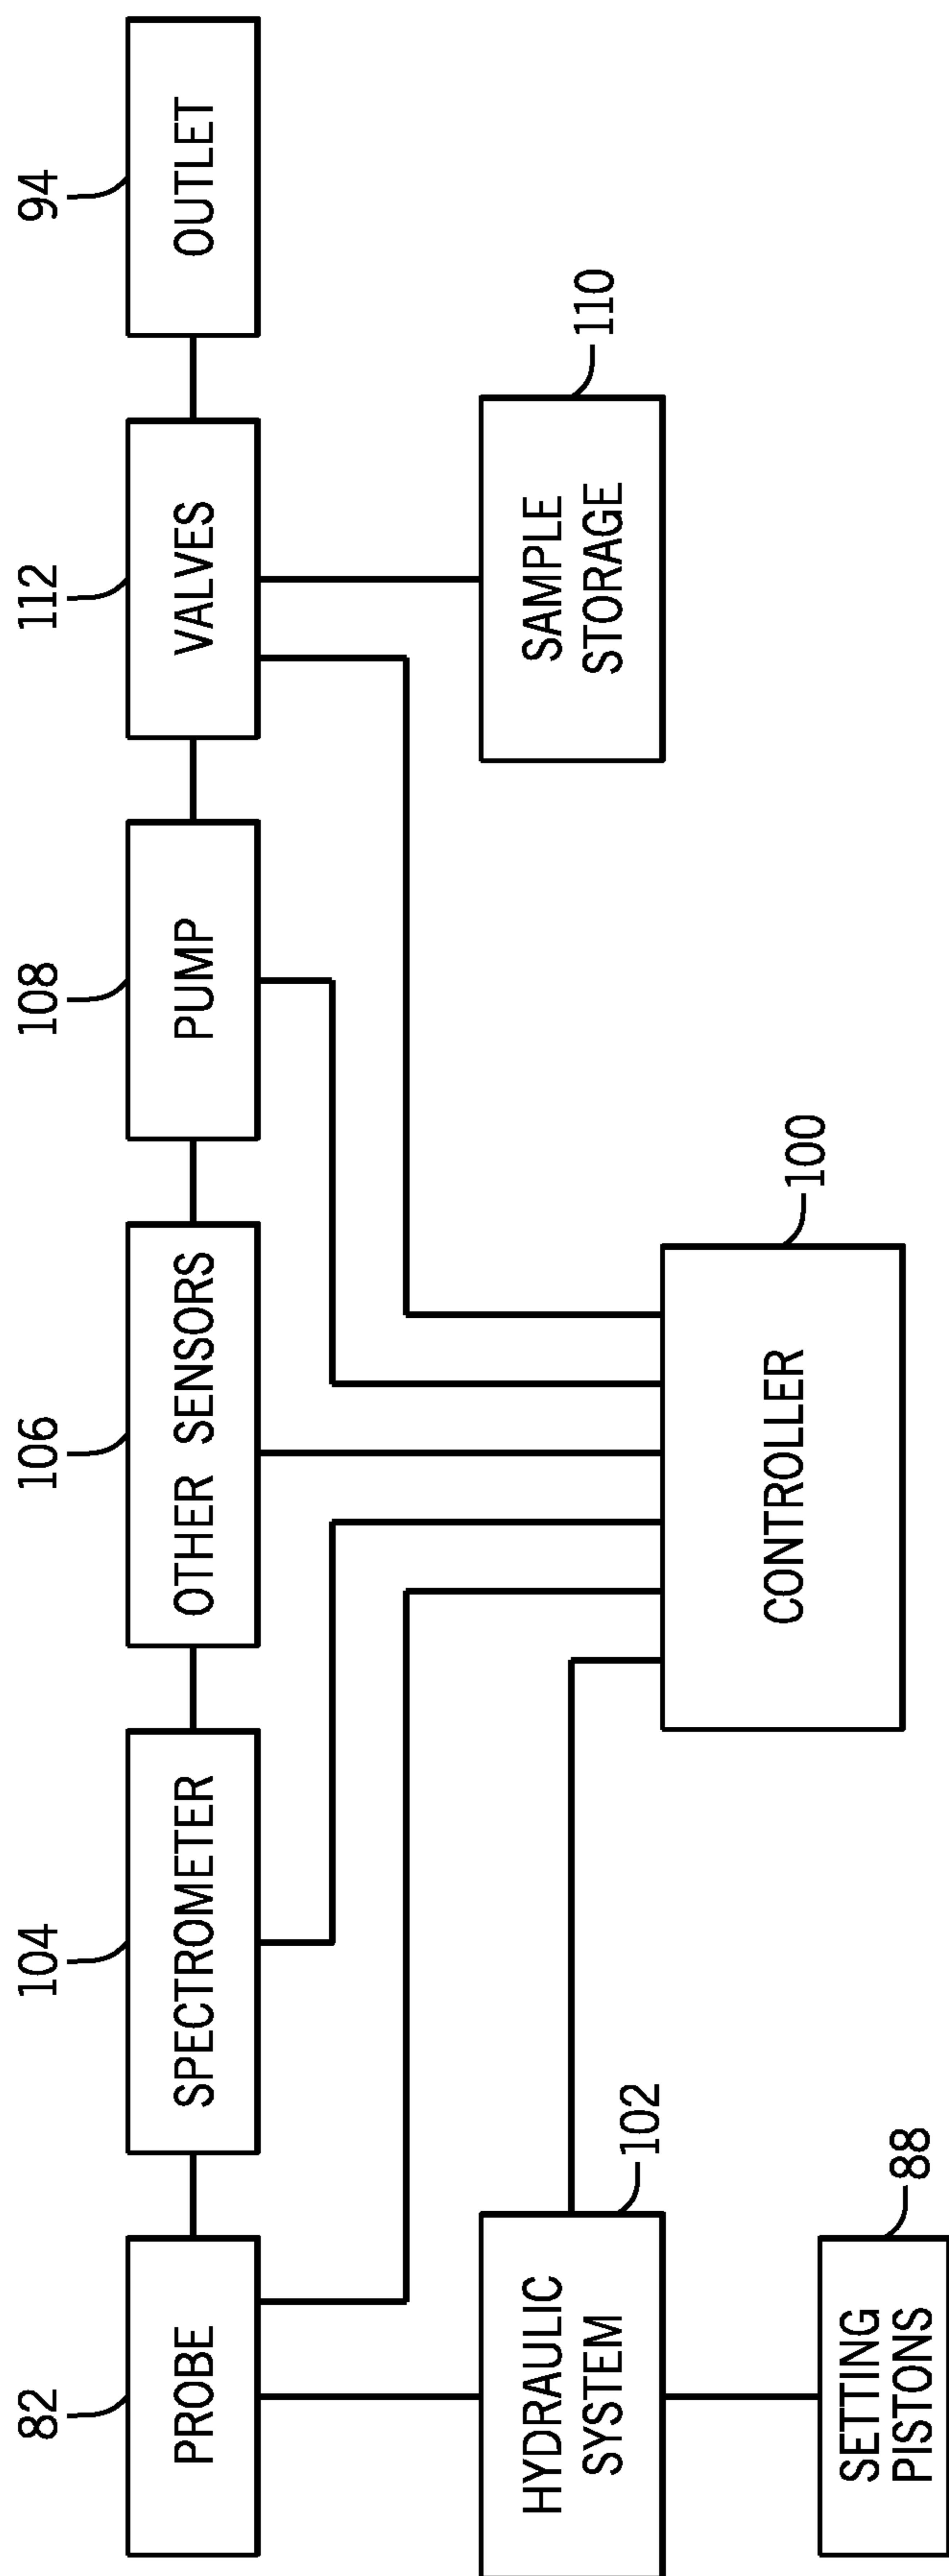 82
PROBE
104
SPECTROMETER
106
OTHER SENSORS
108
PUMP
112
VALVES
94
OUTLET
HYDRAULIC
SYSTEM
102
SAMPLE
STORAGE
110
CONTROLLER
100
SETTING
PISTONS
88